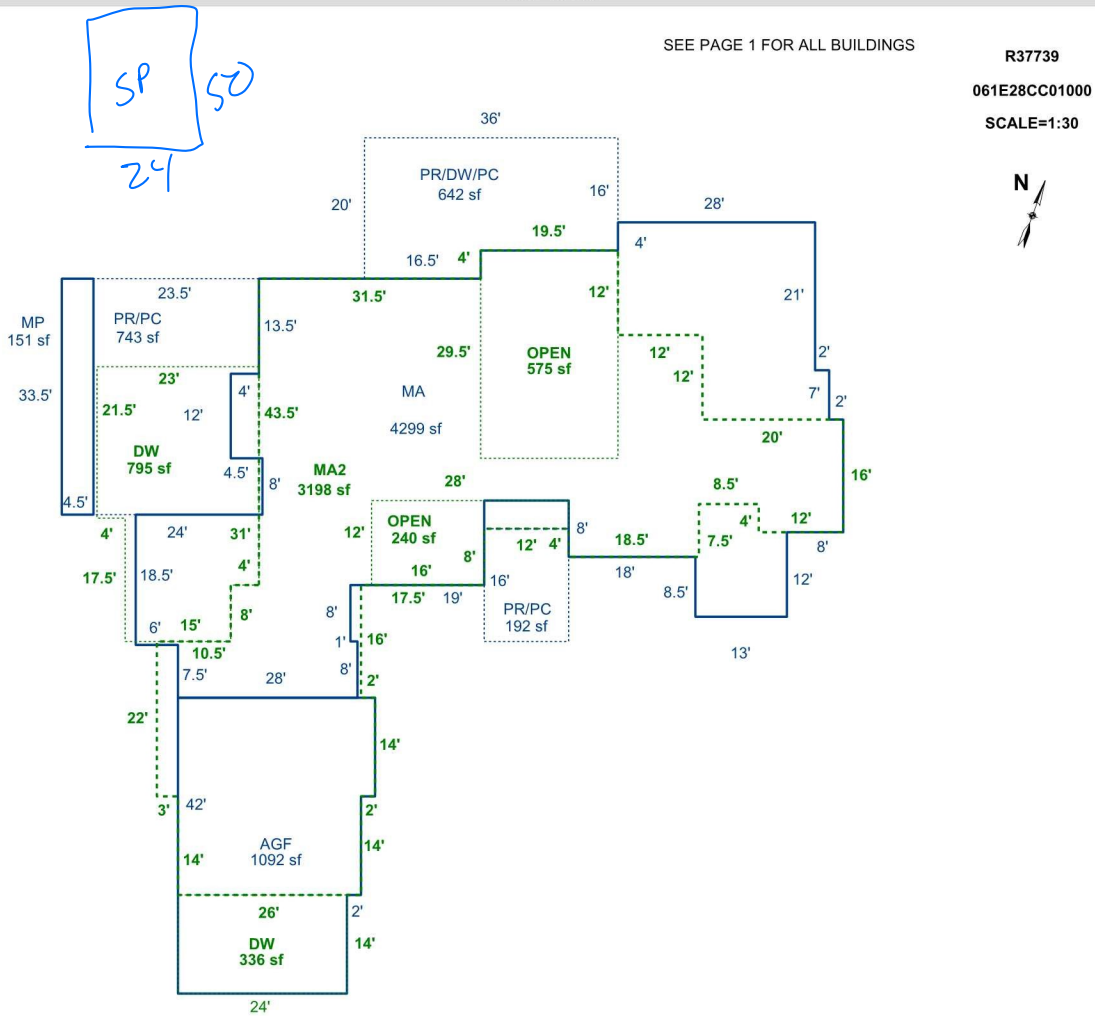 SP
50
24
SEE PAGE 1 FOR ALL BUILDINGS
R37739
061E28CC01000
SCALE=1:30
N
36'
PR/DW/PC
642 sf
20'
16'
28'
19.5'
4'
16.5'
4'
23.5'
31.5'
12'
21'
MP
151 sf
PR/PC
743 sf
13.5'
29.5'
OPEN
575 sf
12'
2'
23'
12'
4'
MA
7'
2'
33.5'
21.5'
12'
43.5'
4299 sf
20'
DW
795 sf
4.5'
MA2
3198 sf
8'
28'
8.5'
16'
4.5'
4'
24'
31'
12'
OPEN
240 sf
8'
12'
4'
8'
18.5'
7.5'
4'
12'
8'
17.5'
18.5'
4'
16'
16'
18'
8.5'
12'
6'
15'
8'
8'
17.5'
19'
PR/PC
192 sf
10.5'
1'
16'
13'
7.5'
28'
8'
2'
22'
14'
3'
42'
2'
14'
AGF
1092 sf
14'
26'
2'
DW
336 sf
14'
24'